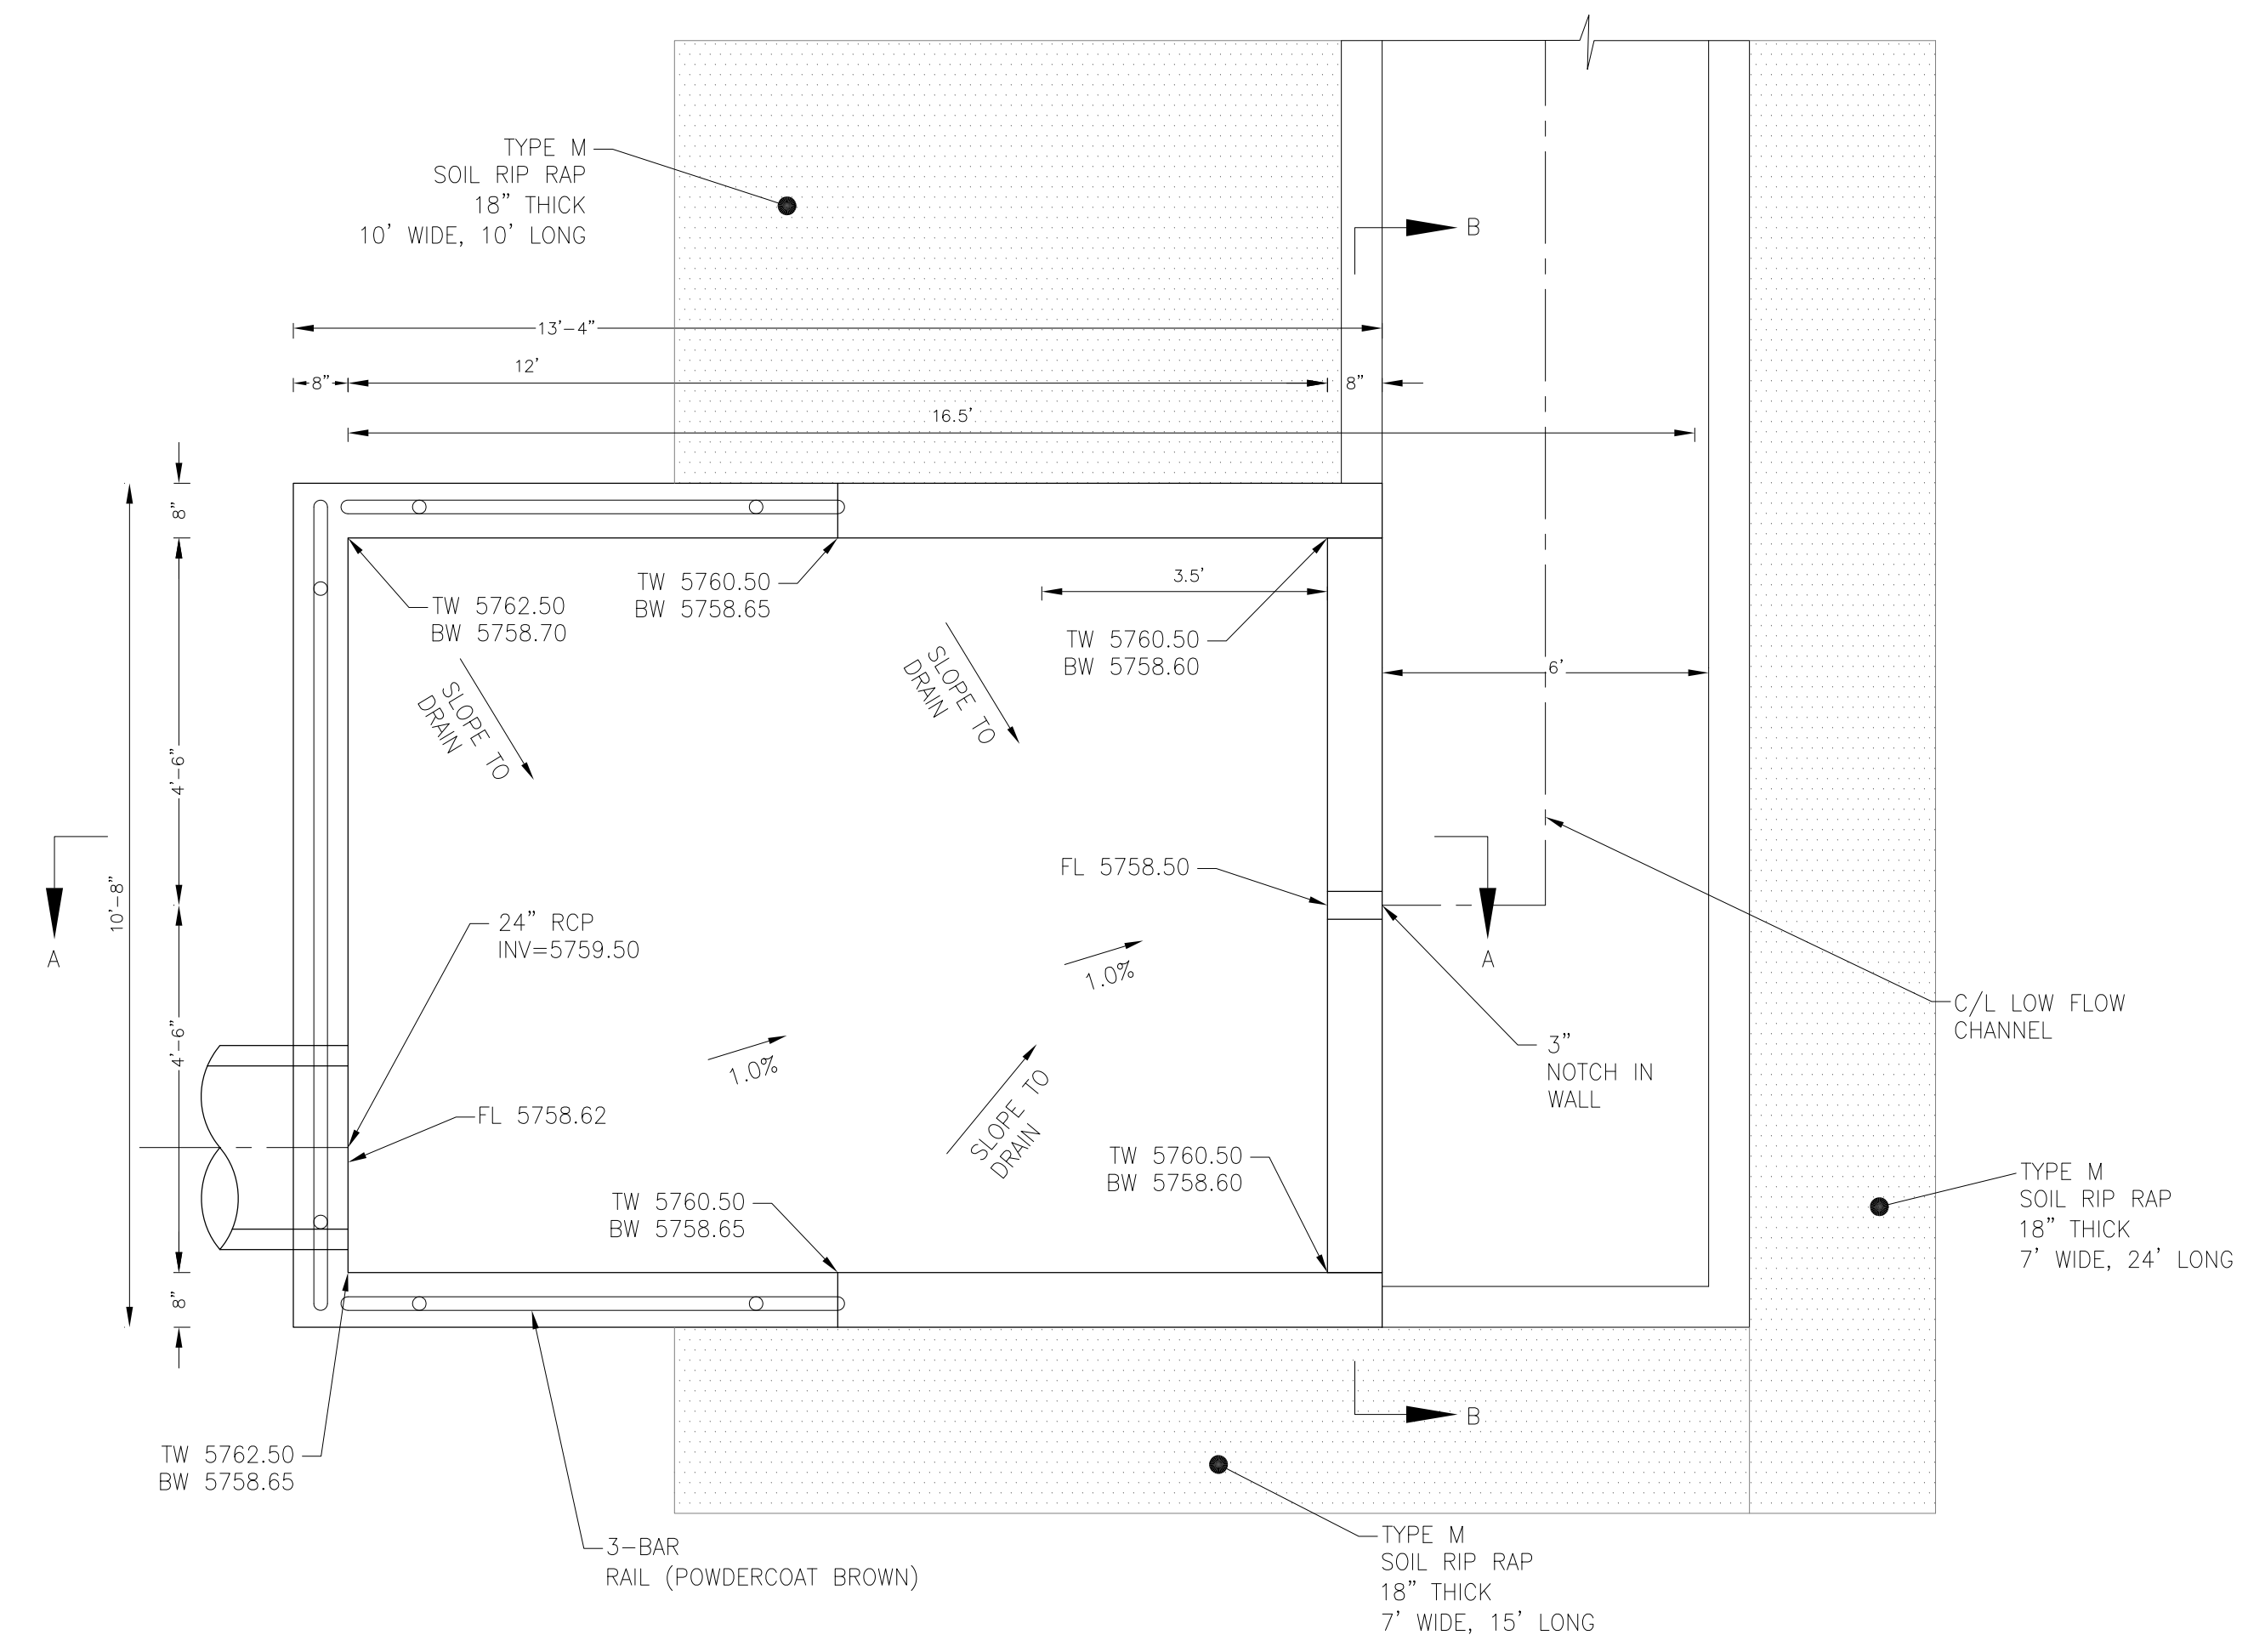 TYPE M
SOIL RIP RAP
18" THICK
10' WIDE, 10' LONG
B
13'-4"
12'
8"
8"
16.5'
8"
TW 5762.50
BW 5758.70
TW 5760.50
BW 5758.65
3.5'
TW 5760.50
BW 5758.60
6'
SLOPE TO
DRAIN
SLOPE TO
DRAIN
4'-6"
10'-8"
FL 5758.50
24" RCP
INV=5759.50
A
A
1.0%
1.0%
C/L LOW FLOW
CHANNEL
3"
NOTCH IN
WALL
4'-6"
FL 5758.62
SLOPE TO
DRAIN
TW 5760.50
BW 5758.60
TW 5760.50
BW 5758.65
TYPE M
SOIL RIP RAP
18" THICK
7' WIDE, 24' LONG
8"
B
TW 5762.50
BW 5758.65
3-BAR
RAIL (POWDERCOAT BROWN)
TYPE M
SOIL RIP RAP
18" THICK
7' WIDE, 15' LONG